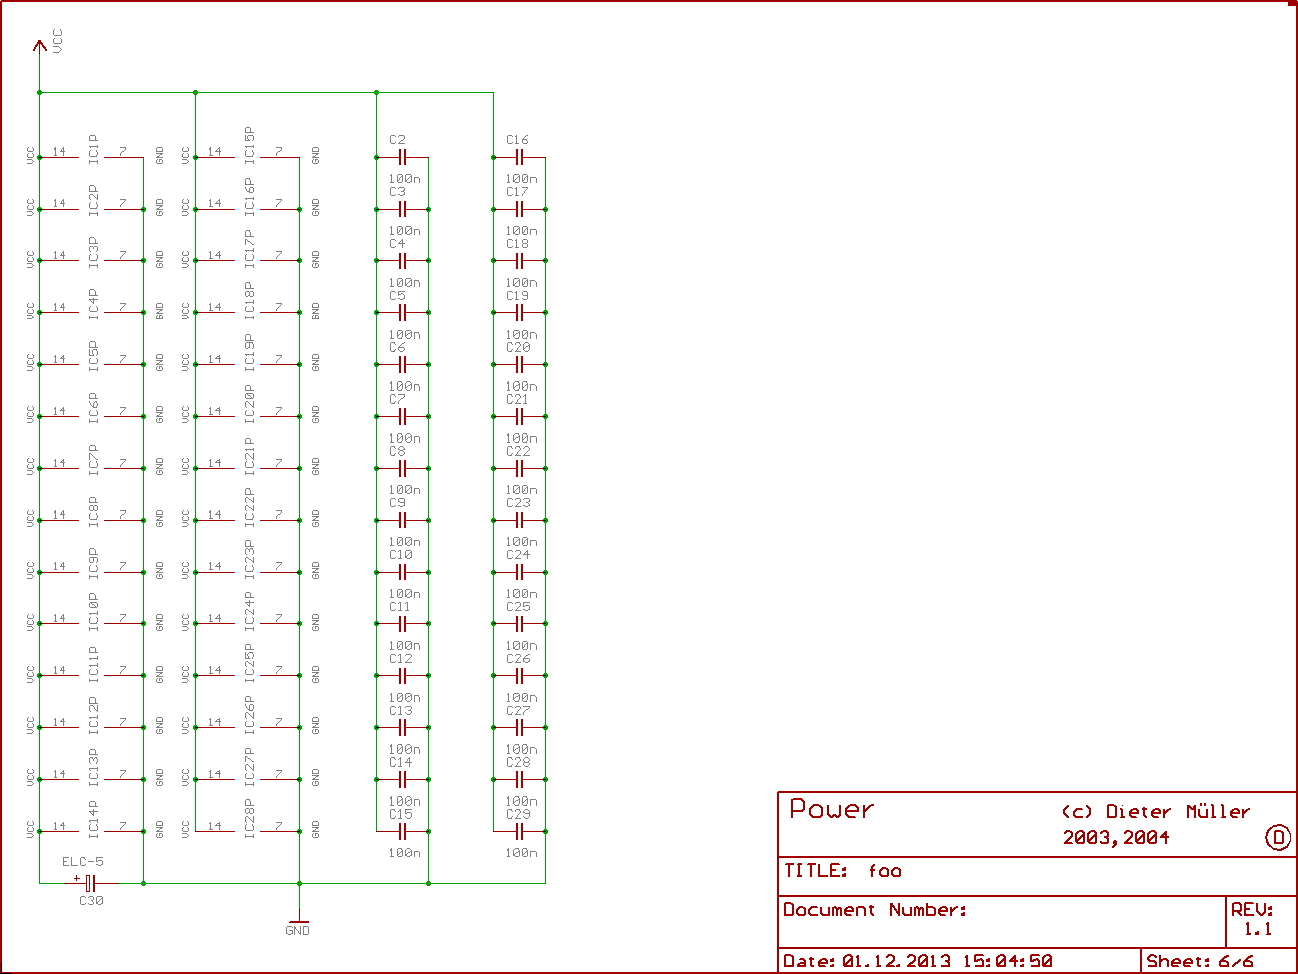 VCC
C2 C16
VCC 14 IC1P 7 GND VCC 14 IC15P 7 GND
100n 100n
C3 C17
VCC 14 IC2P 7 GND VCC 14 IC16P 7 GND
100n 100n
C4 C18
VCC 14 IC3P 7 GND VCC 14 IC17P 7 GND
100n 100n
C5 C19
VCC 14 IC4P 7 GND VCC 14 IC18P 7 GND
100n 100n
C6 C20
VCC 14 IC5P 7 GND VCC 14 IC19P 7 GND
100n 100n
C7 C21
VCC 14 IC6P 7 GND VCC 14 IC20P 7 GND
100n 100n
C8 C22
VCC 14 IC7P 7 GND VCC 14 IC21P 7 GND
100n 100n
C9 C23
VCC 14 IC8P 7 GND VCC 14 IC22P 7 GND
100n 100n
C10 C24
VCC 14 IC9P 7 GND VCC 14 IC23P 7 GND
100n 100n
C11 C25
VCC 14 IC10P 7 GND VCC 14 IC24P 7 GND
100n 100n
C12 C26
VCC 14 IC11P 7 GND VCC 14 IC25P 7 GND
100n 100n
C13 C27
VCC 14 IC12P 7 GND VCC 14 IC26P 7 GND
100n 100n
C14 C28
VCC 14 IC13P 7 GND VCC 14 IC27P 7 GND
100n 100n
C15 C29
VCC 14 IC14P 7 GND VCC 14 IC28P 7 GND
100n 100n
ELC-5
+
C30
GND
Power
(c) Dieter Müller
2003,2004
D
TITLE: foo
Document Number:
REV:
1.1
Date: 01.12.2013 15:04:50
Sheet: 6/6